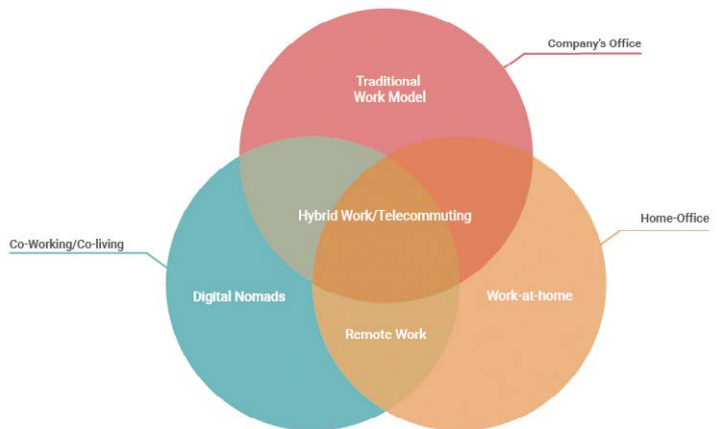 Company's Office
Traditional
Work Model
Hybrid Work/Telecommuting
Home-Office
Co-Working/Co-living
Digital Nomads
Work-at-home
Remote Work